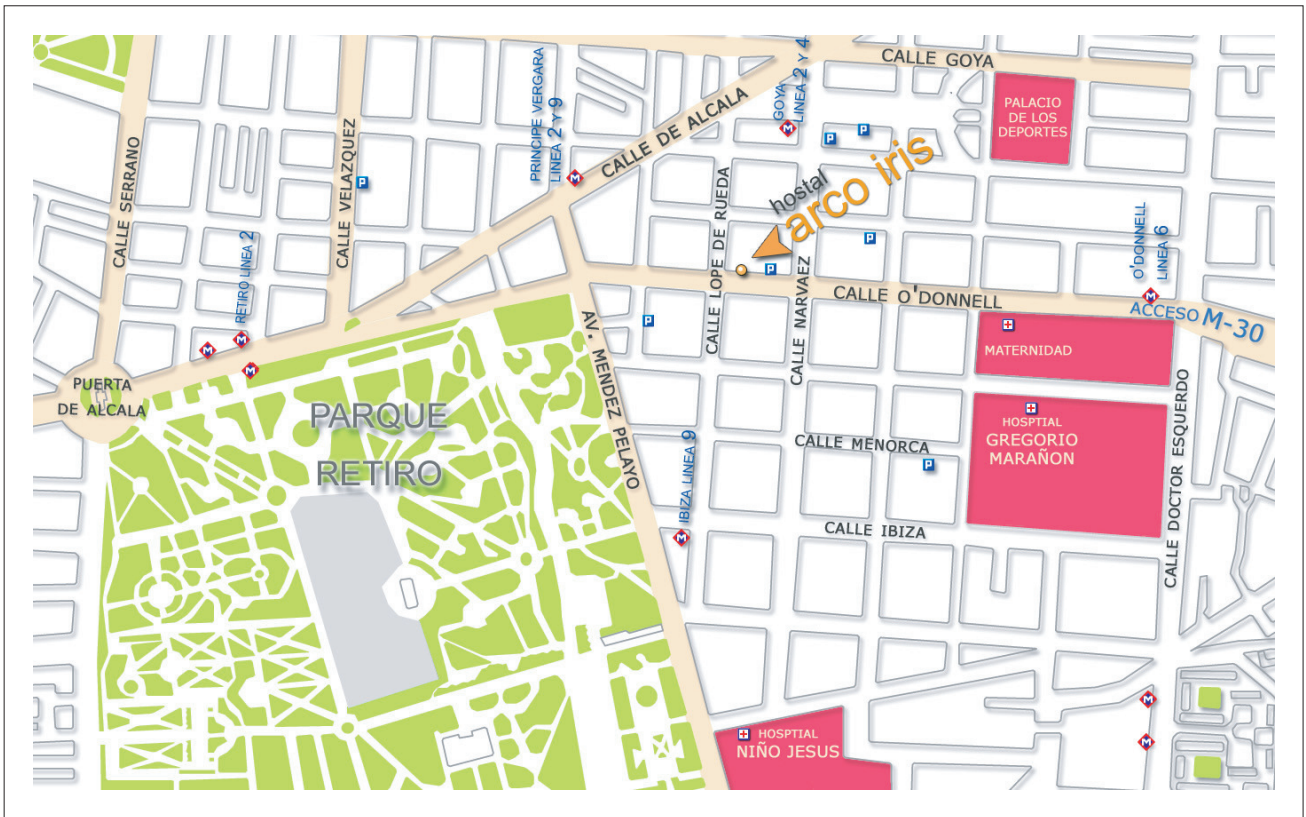 CALLE GOYA
PALACIO
DE LOS
DEPORTES
GOYA
LINEA 2 Y 4
PRINCIPE VERGARA
LINEA 2 Y 9
CALLE DE ALCALA
CALLE SERRANO
CALLE VELAZQUEZ
RETIRO LINEA 2
hostal
arco iris
CALLE LOPE DE RUEDA
CALLE NARVAEZ
CALLE O'DONNELL
O'DONNELL
LINEA 6
ACCESO M-30
MATERNIDAD
PUERTA
DE ALCALA
PARQUE
RETIRO
AV. MENDEZ PELAYO
CALLE MENORCA
HOSPTIAL
GREGORIO
MARAÑON
CALLE DOCTOR ESQUERDO
IBIZA LINEA 9
CALLE IBIZA
HOSPTIAL
NIÑO JESUS
P
P
P
P
P
P
P
M
M
M
M
M
M
M
M
M